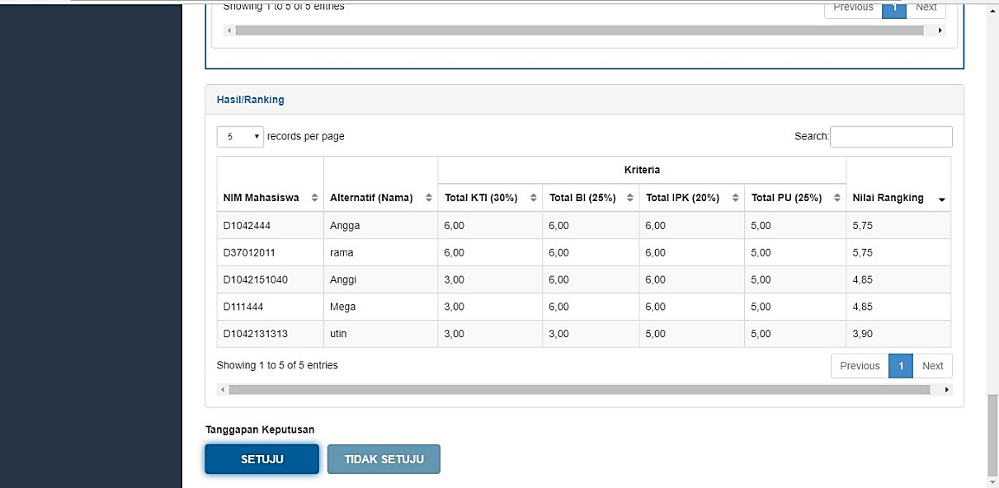 Showing 1 to 5 of 5 entries Previous 1 Next
Hasil/Ranking
5 records per page Search:
Kriteria
NIM Mahasiswa Alternatif (Nama) Total KTI (30%) Total BI (25%) Total IPK (20%) Total PU (25%) Nilai Rangking
D1042444 Angga 6,00 6,00 6,00 5,00 5,75
D37012011 rama 6,00 6,00 6,00 5,00 5,75
D1042151040 Anggi 3,00 6,00 6,00 5,00 4,85
D111444 Mega 3,00 6,00 6,00 5,00 4,85
D1042131313 utin 3,00 3,00 5,00 5,00 3,90
Showing 1 to 5 of 5 entries Previous 1 Next
Tanggapan Keputusan
SETUJU TIDAK SETUJU